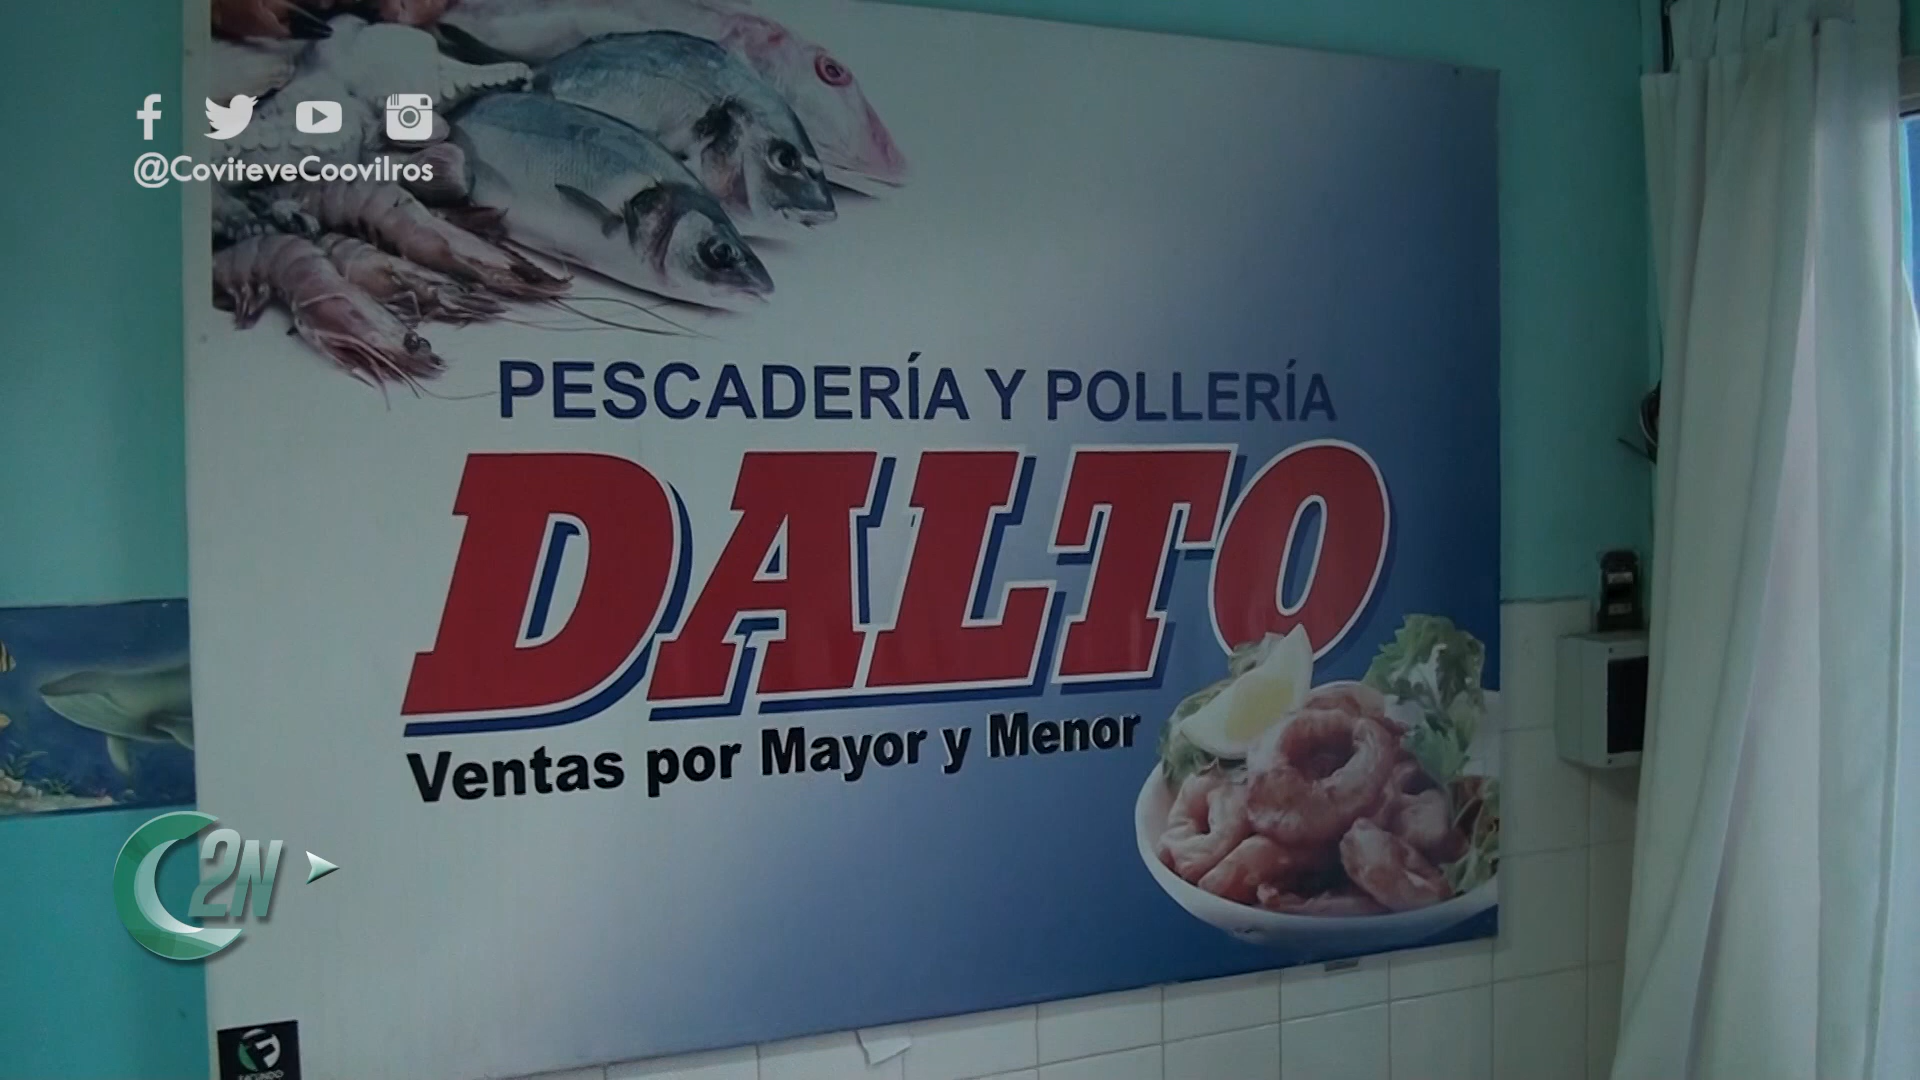 @CoviteveCoovilros
PESCADERÍA Y POLLERÍA
DALTO
Ventas por Mayor y Menor
2N